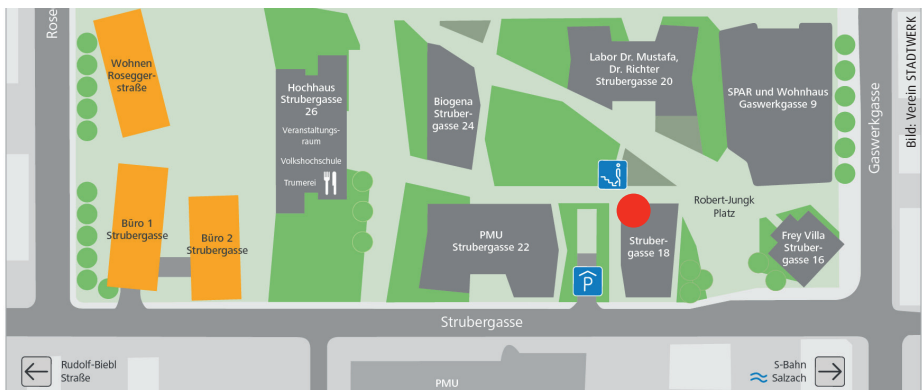 Rose
Wohnen
Rosegger-
straße
Hochhaus
Strubergasse
26
Veranstaltungs-
raum
Volkshochschule
Trumerei
Biogena
Struber-
gasse 24
Labor Dr. Mustafa,
Dr. Richter
Strubergasse 20
SPAR und Wohnhaus
Gaswerkgasse 9
Bild: Verein STADTWERK
Gaswerkgasse
Büro 1
Strubergasse
Büro 2
Strubergasse
PMU
Strubergasse 22
Struber-
gasse 18
Robert-Jungk
Platz
Frey Villa
Struber-
gasse 16
P
Strubergasse
Rudolf-Biebl
Straße
PMU
S-Bahn
Salzach